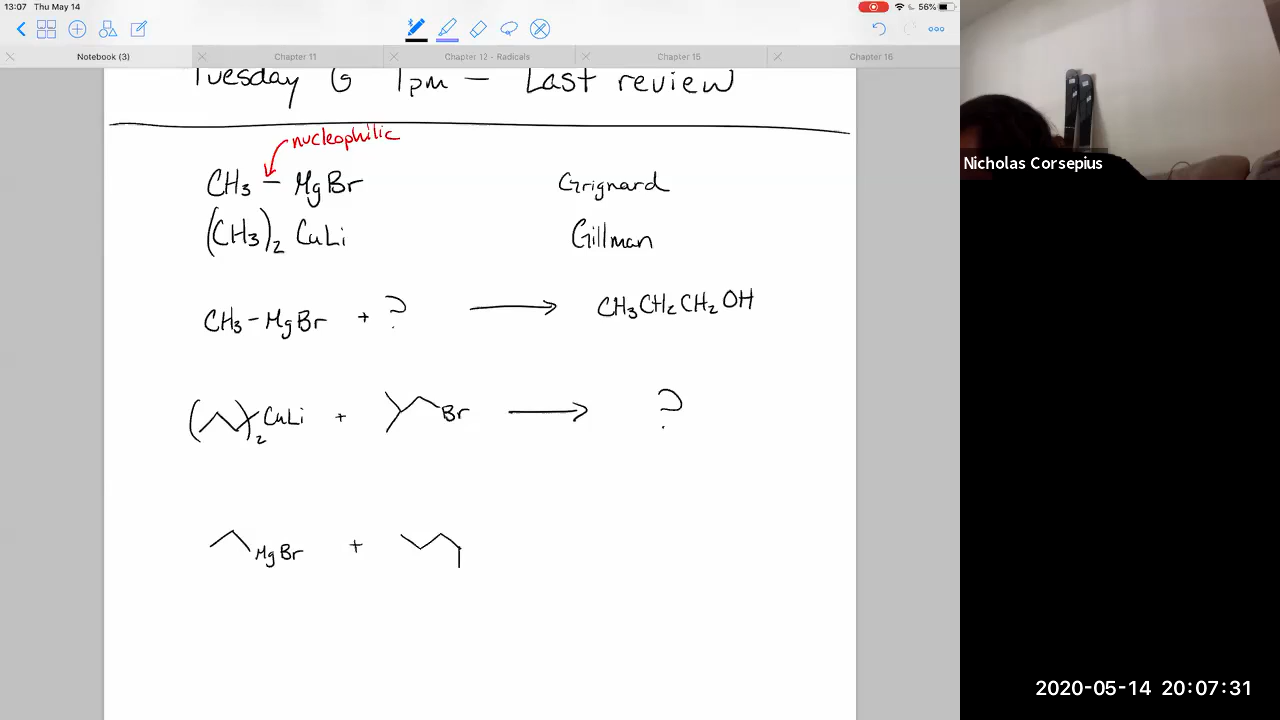 13:07 Thu May 14
56%
Notebook (3) Chapter 11 Chapter 12 - Radicals Chapter 15 Chapter 16
Tuesday @ 1pm — Last review
nucleophilic
CH3 — MgBr Grignard
(CH3)2 CuLi Gillman
CH3-MgBr + ? → CH3CH2CH2OH
( )2 CuLi + Br → ?
MgBr +
Nicholas Corsepius
2020-05-14 20:07:31